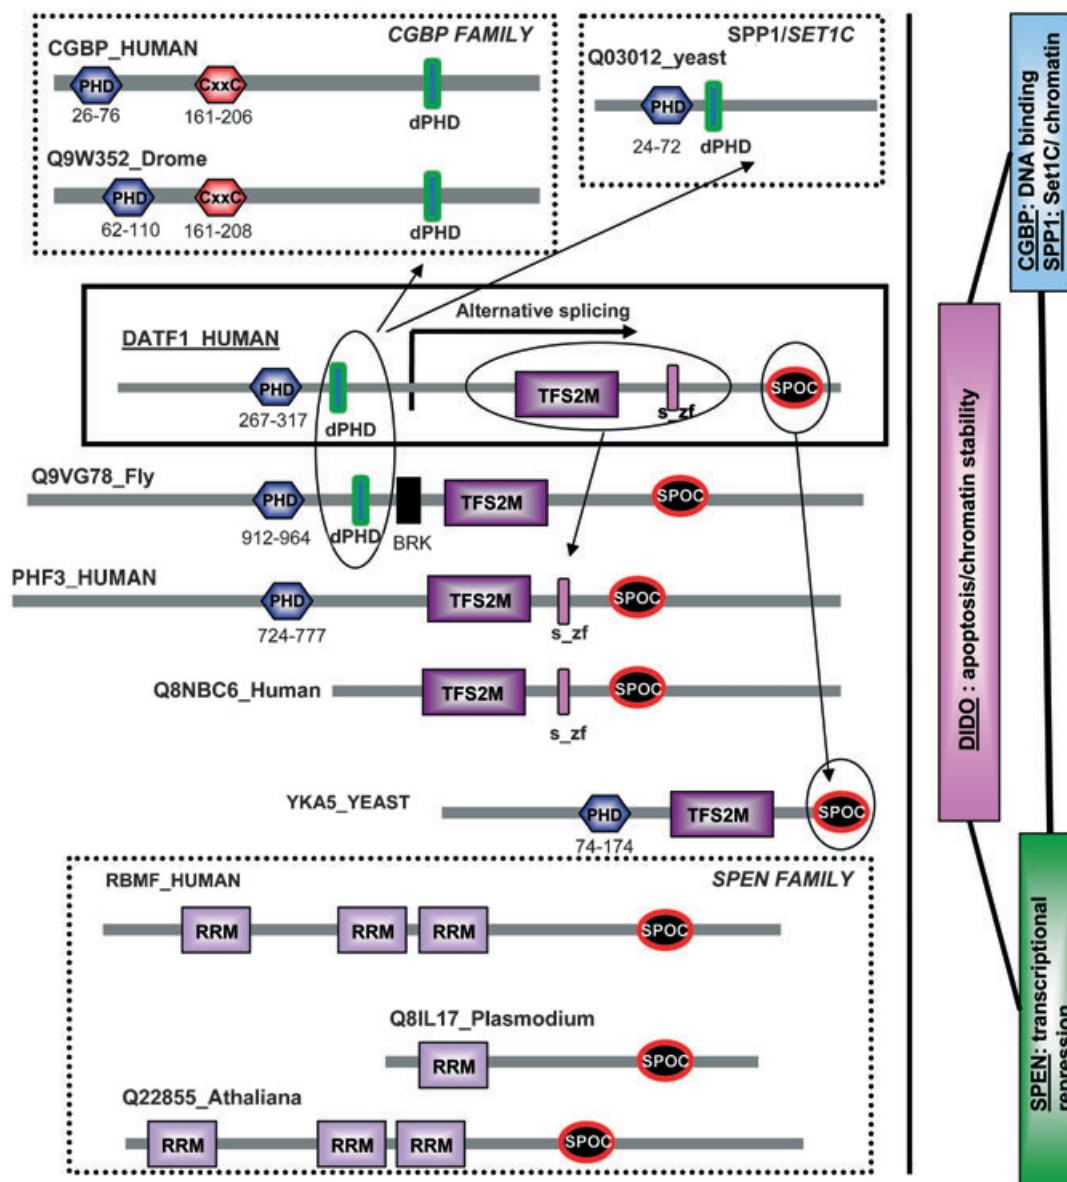 CGBP_HUMAN
CGBP FAMILY
PHD
CxxC
26-76
161-206
dPHD
Q9W352_Drome
PHD
CxxC
62-110
161-208
dPHD
SPP1/SET1C
Q03012_yeast
PHD
24-72
dPHD
Alternative splicing
DATF1_HUMAN
PHD
TFS2M
s_zf
SPOC
267-317
dPHD
Q9VG78_Fly
PHD
TFS2M
SPOC
912-964
dPHD
BRK
PHF3_HUMAN
PHD
TFS2M
SPOC
724-777
s_zf
Q8NBC6_Human
TFS2M
SPOC
s_zf
YKA5_YEAST
PHD
TFS2M
SPOC
74-174
RBMF_HUMAN
SPEN FAMILY
RRM
RRM
RRM
SPOC
Q8IL17_Plasmodium
RRM
SPOC
Q22855_Athaliana
RRM
RRM
RRM
SPOC
CGBP: DNA binding
SPP1: Set1C/ chromatin
DIDO : apoptosis/chromatin stability
SPEN: transcriptional
repression